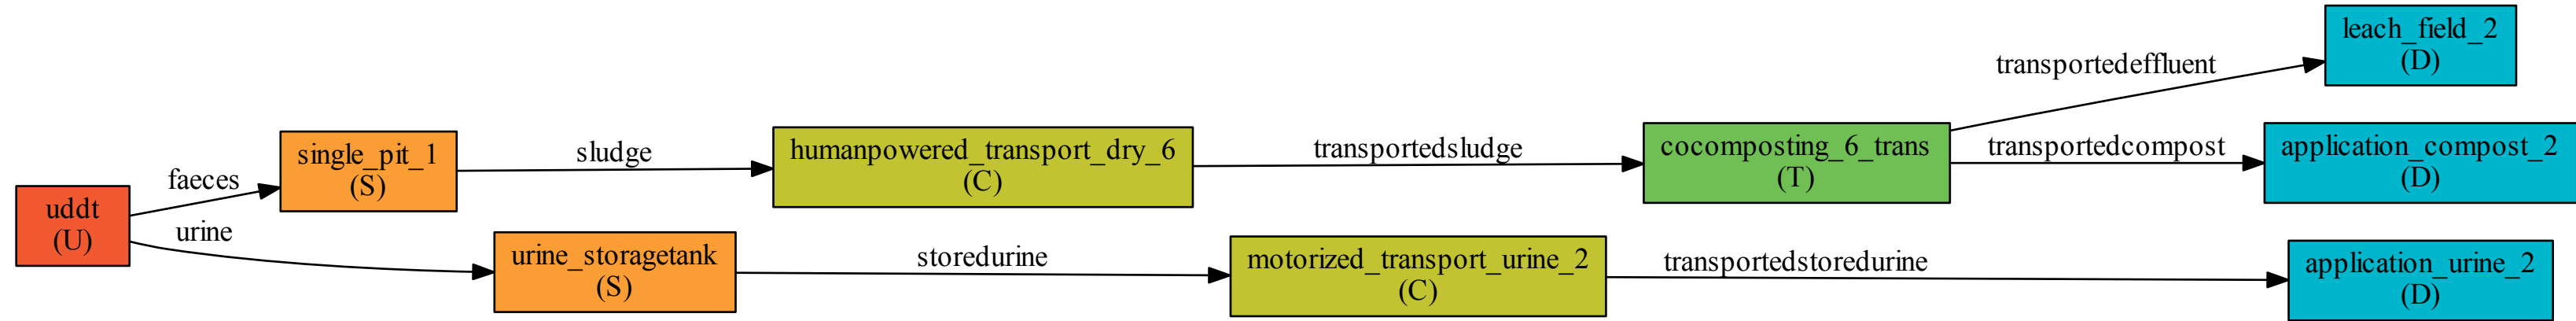 uddt
(U)
faeces
urine
single_pit_1
(S)
sludge
urine_storagetank
(S)
storedurine
humanpowered_transport_dry_6
(C)
transportedsludge
motorized_transport_urine_2
(C)
transportedstoredurine
cocomposting_6_trans
(T)
transportedeffluent
transportedcompost
leach_field_2
(D)
application_compost_2
(D)
application_urine_2
(D)